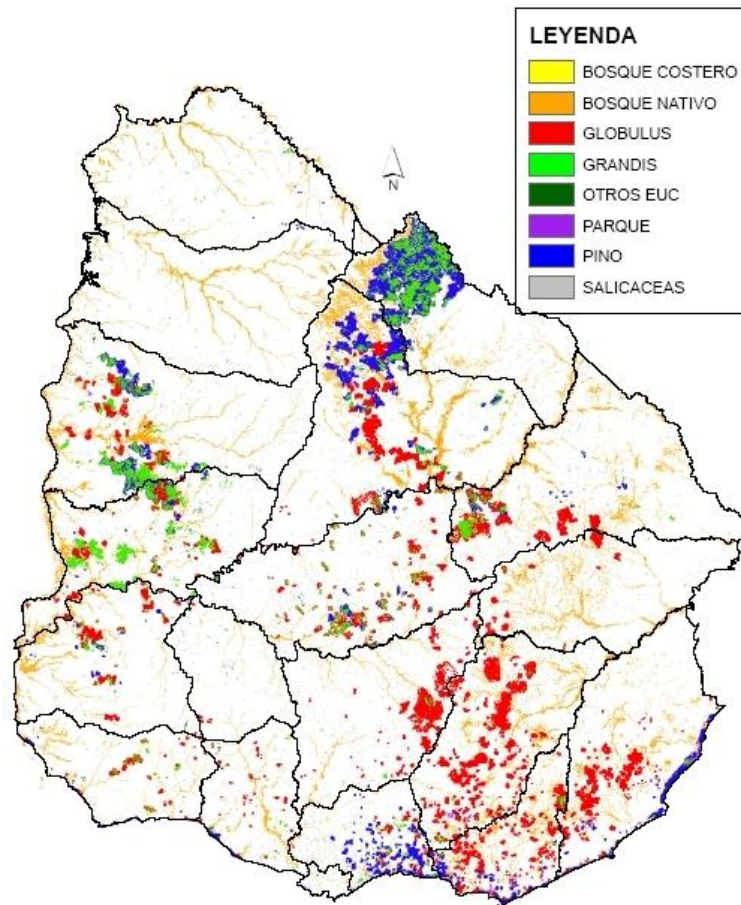 LEYENDA
BOSQUE COSTERO
BOSQUE NATIVO
GLOBULUS
GRANDIS
OTROS EUC
PARQUE
PINO
SALICACEAS
N